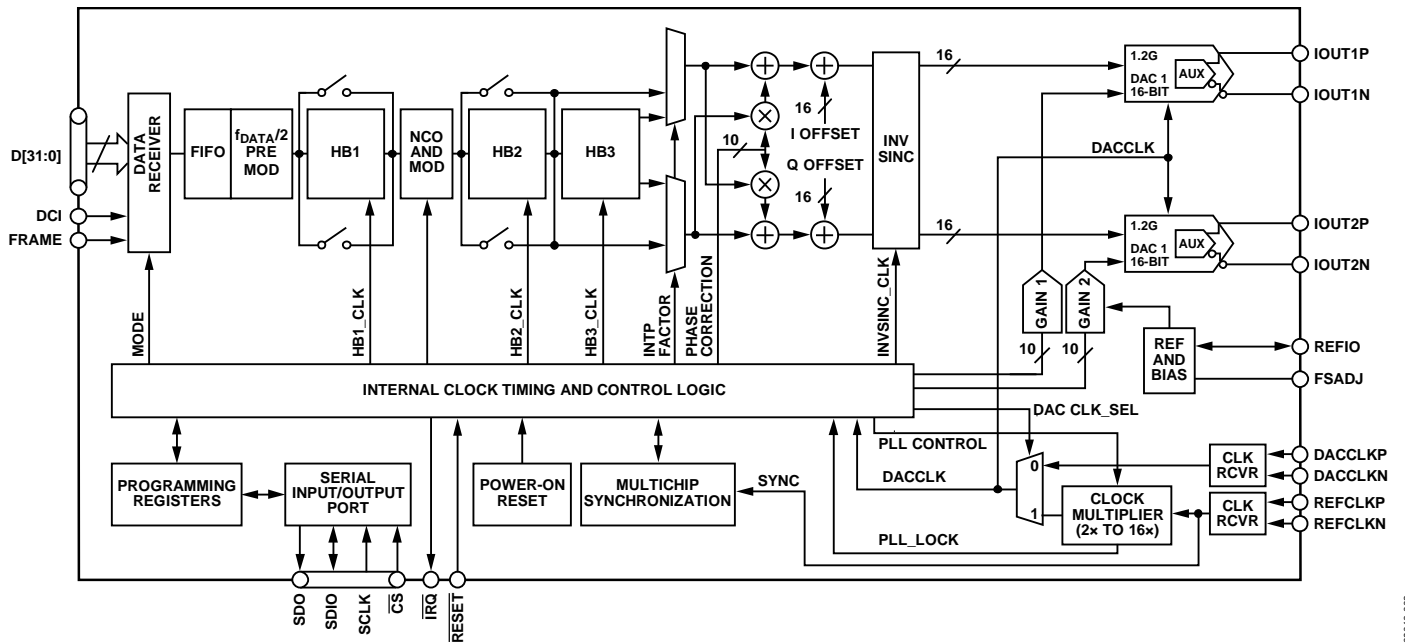 D[31:0]
DCI
FRAME
DATA
RECEIVER
FIFO
fDATA/2
PRE
MOD
HB1
NCO
AND
MOD
HB2
HB3
10
16
I OFFSET
Q OFFSET
16
INV
SINC
16
16
1.2G
DAC 1
16-BIT
AUX
IOUT1P
IOUT1N
DACCLK
1.2G
DAC 1
16-BIT
AUX
IOUT2P
IOUT2N
MODE
HB1_CLK
HB2_CLK
HB3_CLK
INTP
FACTOR
PHASE
CORRECTION
INVSINC_CLK
GAIN 1
GAIN 2
10
10
REF
AND
BIAS
REFIO
FSADJ
INTERNAL CLOCK TIMING AND CONTROL LOGIC
DAC CLK_SEL
PLL CONTROL
DACCLK
0
1
CLK
RCVR
DACCLKP
DACCLKN
CLK
RCVR
REFCLKP
REFCLKN
PROGRAMMING
REGISTERS
SERIAL
INPUT/OUTPUT
PORT
POWER-ON
RESET
MULTICHIP
SYNCHRONIZATION
SYNC
CLOCK
MULTIPLIER
(2× TO 16×)
PLL_LOCK
SDO
SDIO
SCLK
CS
IRQ
RESET